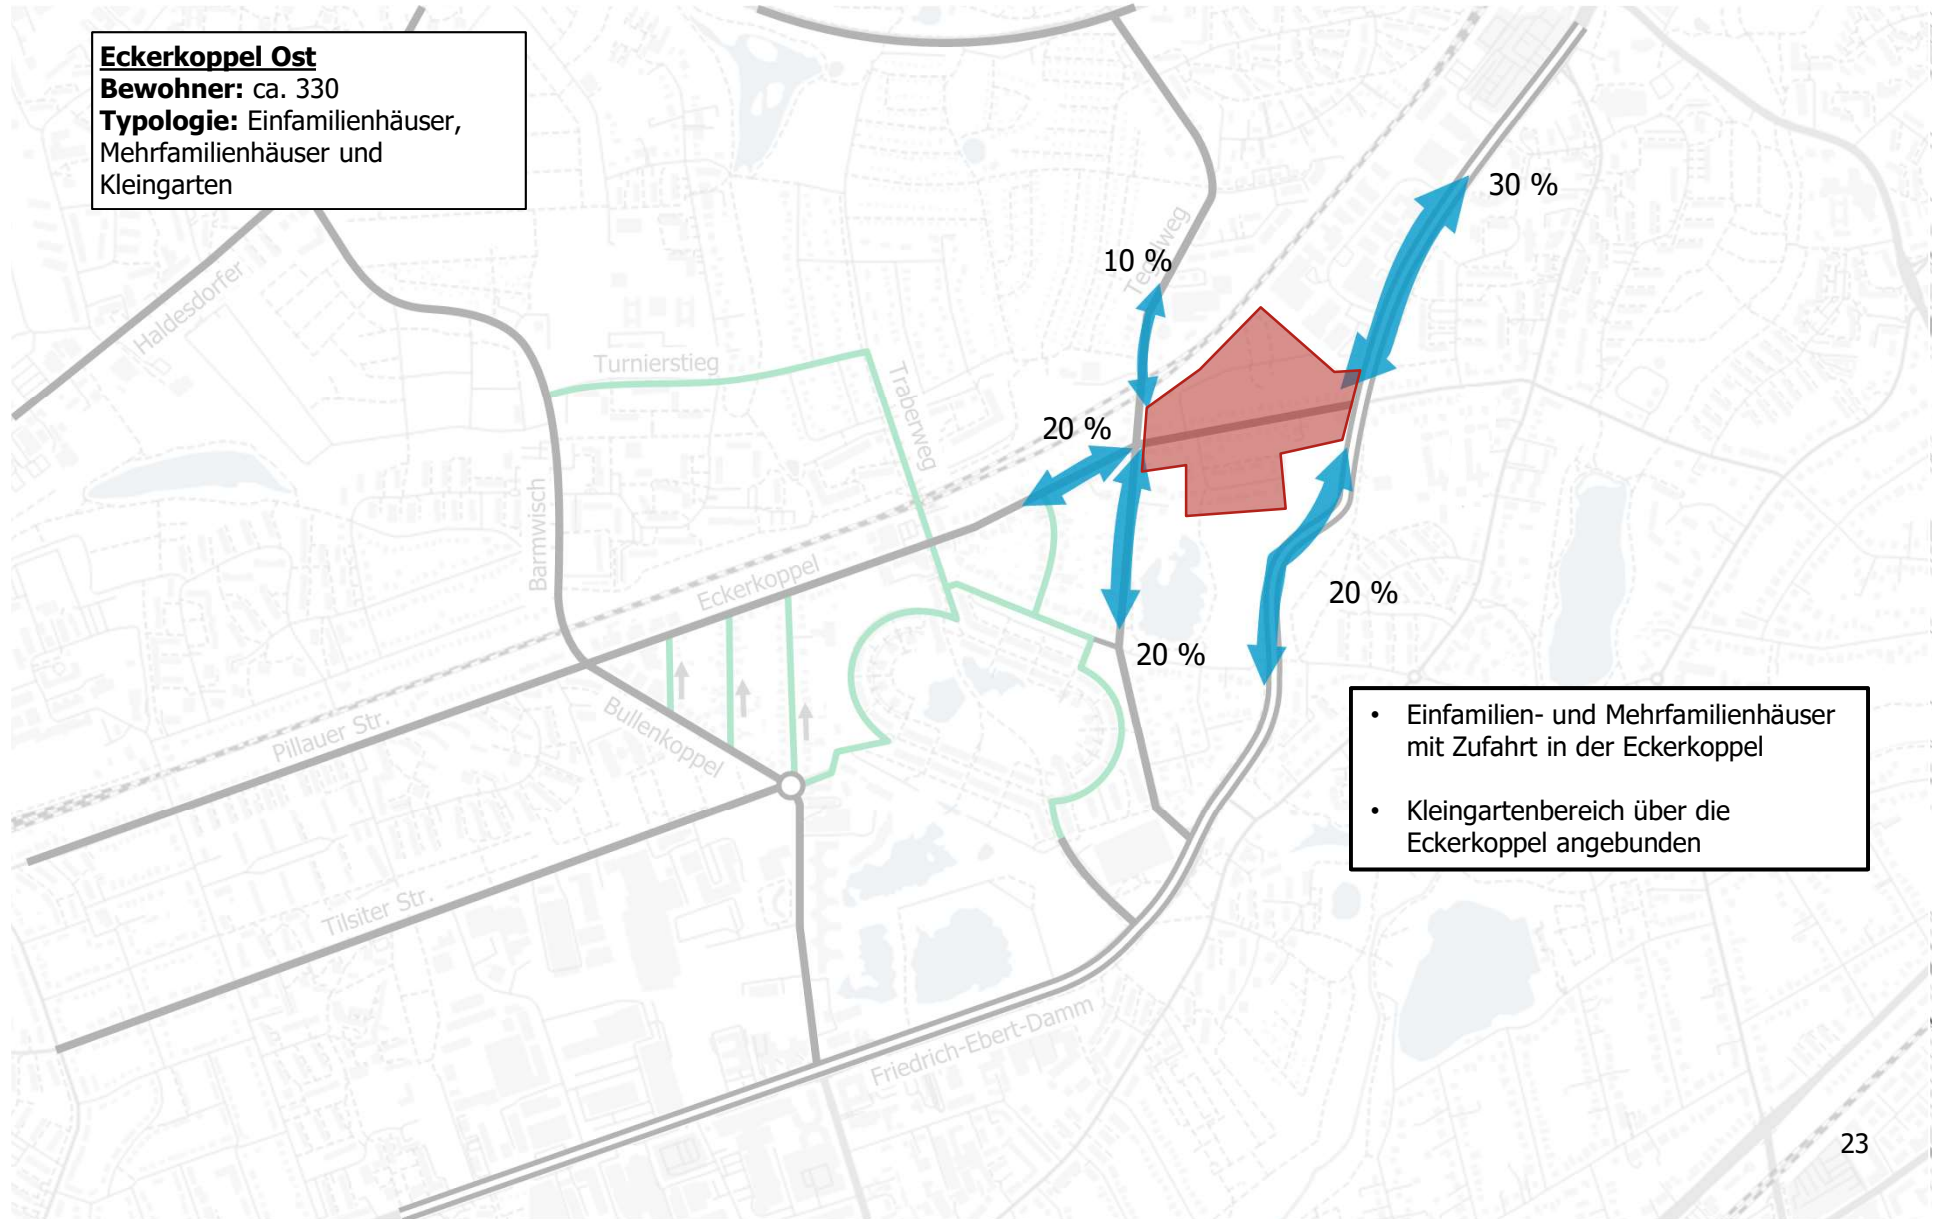 Eckerkoppel Ost
Bewohner: ca. 330
Typologie: Einfamilienhäuser,
Mehrfamilienhäuser und
Kleingarten
30 %
10 %
Tegelweg
Haldesdorfer
Turnierstieg
Traberweg
20 %
Barmwisch
Eckerkoppel
20 %
20 %
Pillauer Str.
Bullenkoppel
• Einfamilien- und Mehrfamilienhäuser
mit Zufahrt in der Eckerkoppel
• Kleingartenbereich über die
Eckerkoppel angebunden
Tilsiter Str.
Friedrich-Ebert-Damm
23